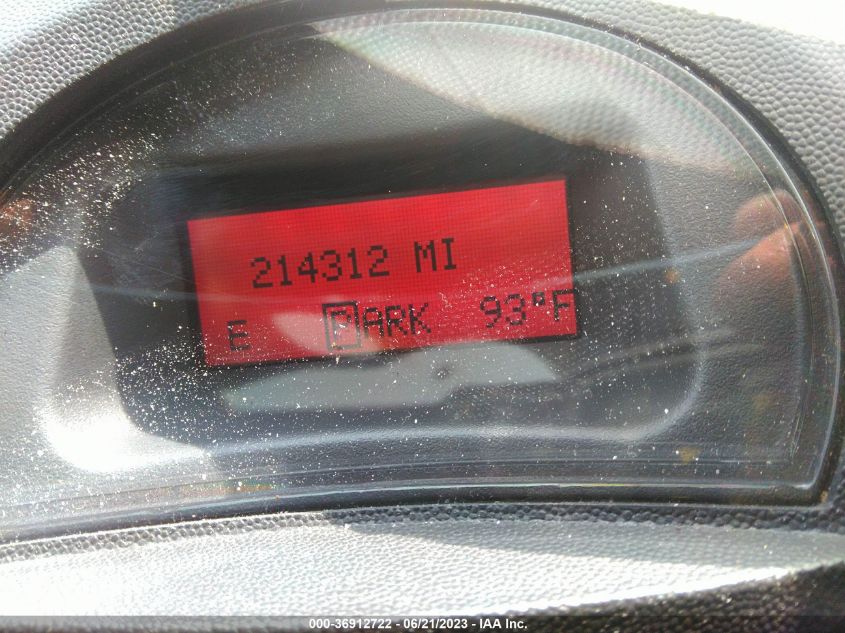 214312 MI
E PARK 93°F
000-36912722 - 06/21/2023 - IAA Inc.